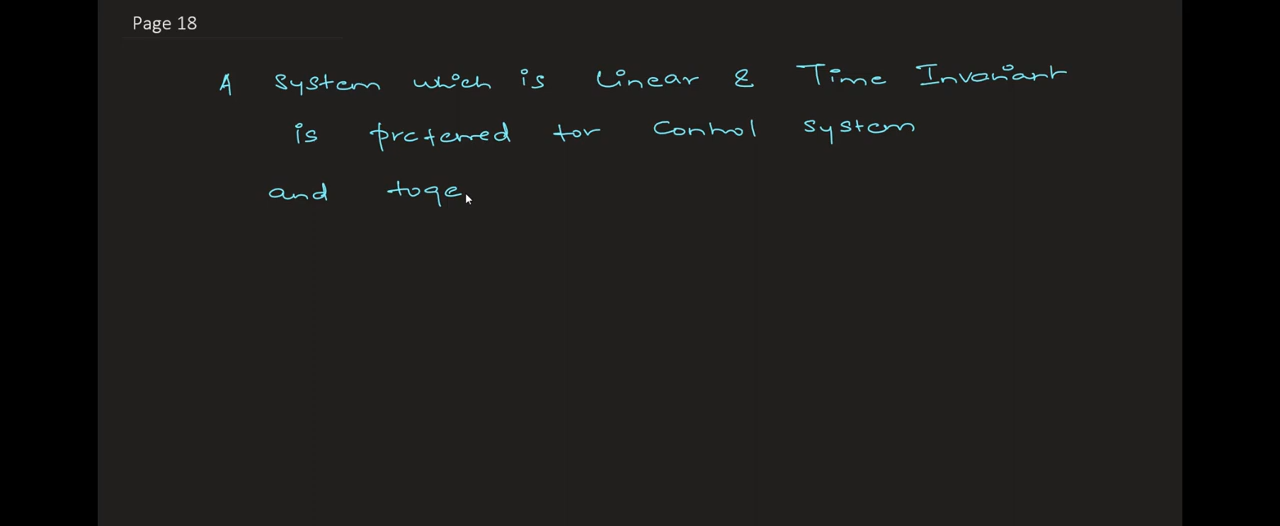 Page 18
A system which is Linear & Time Invariant
is preferred for Control system
and toge